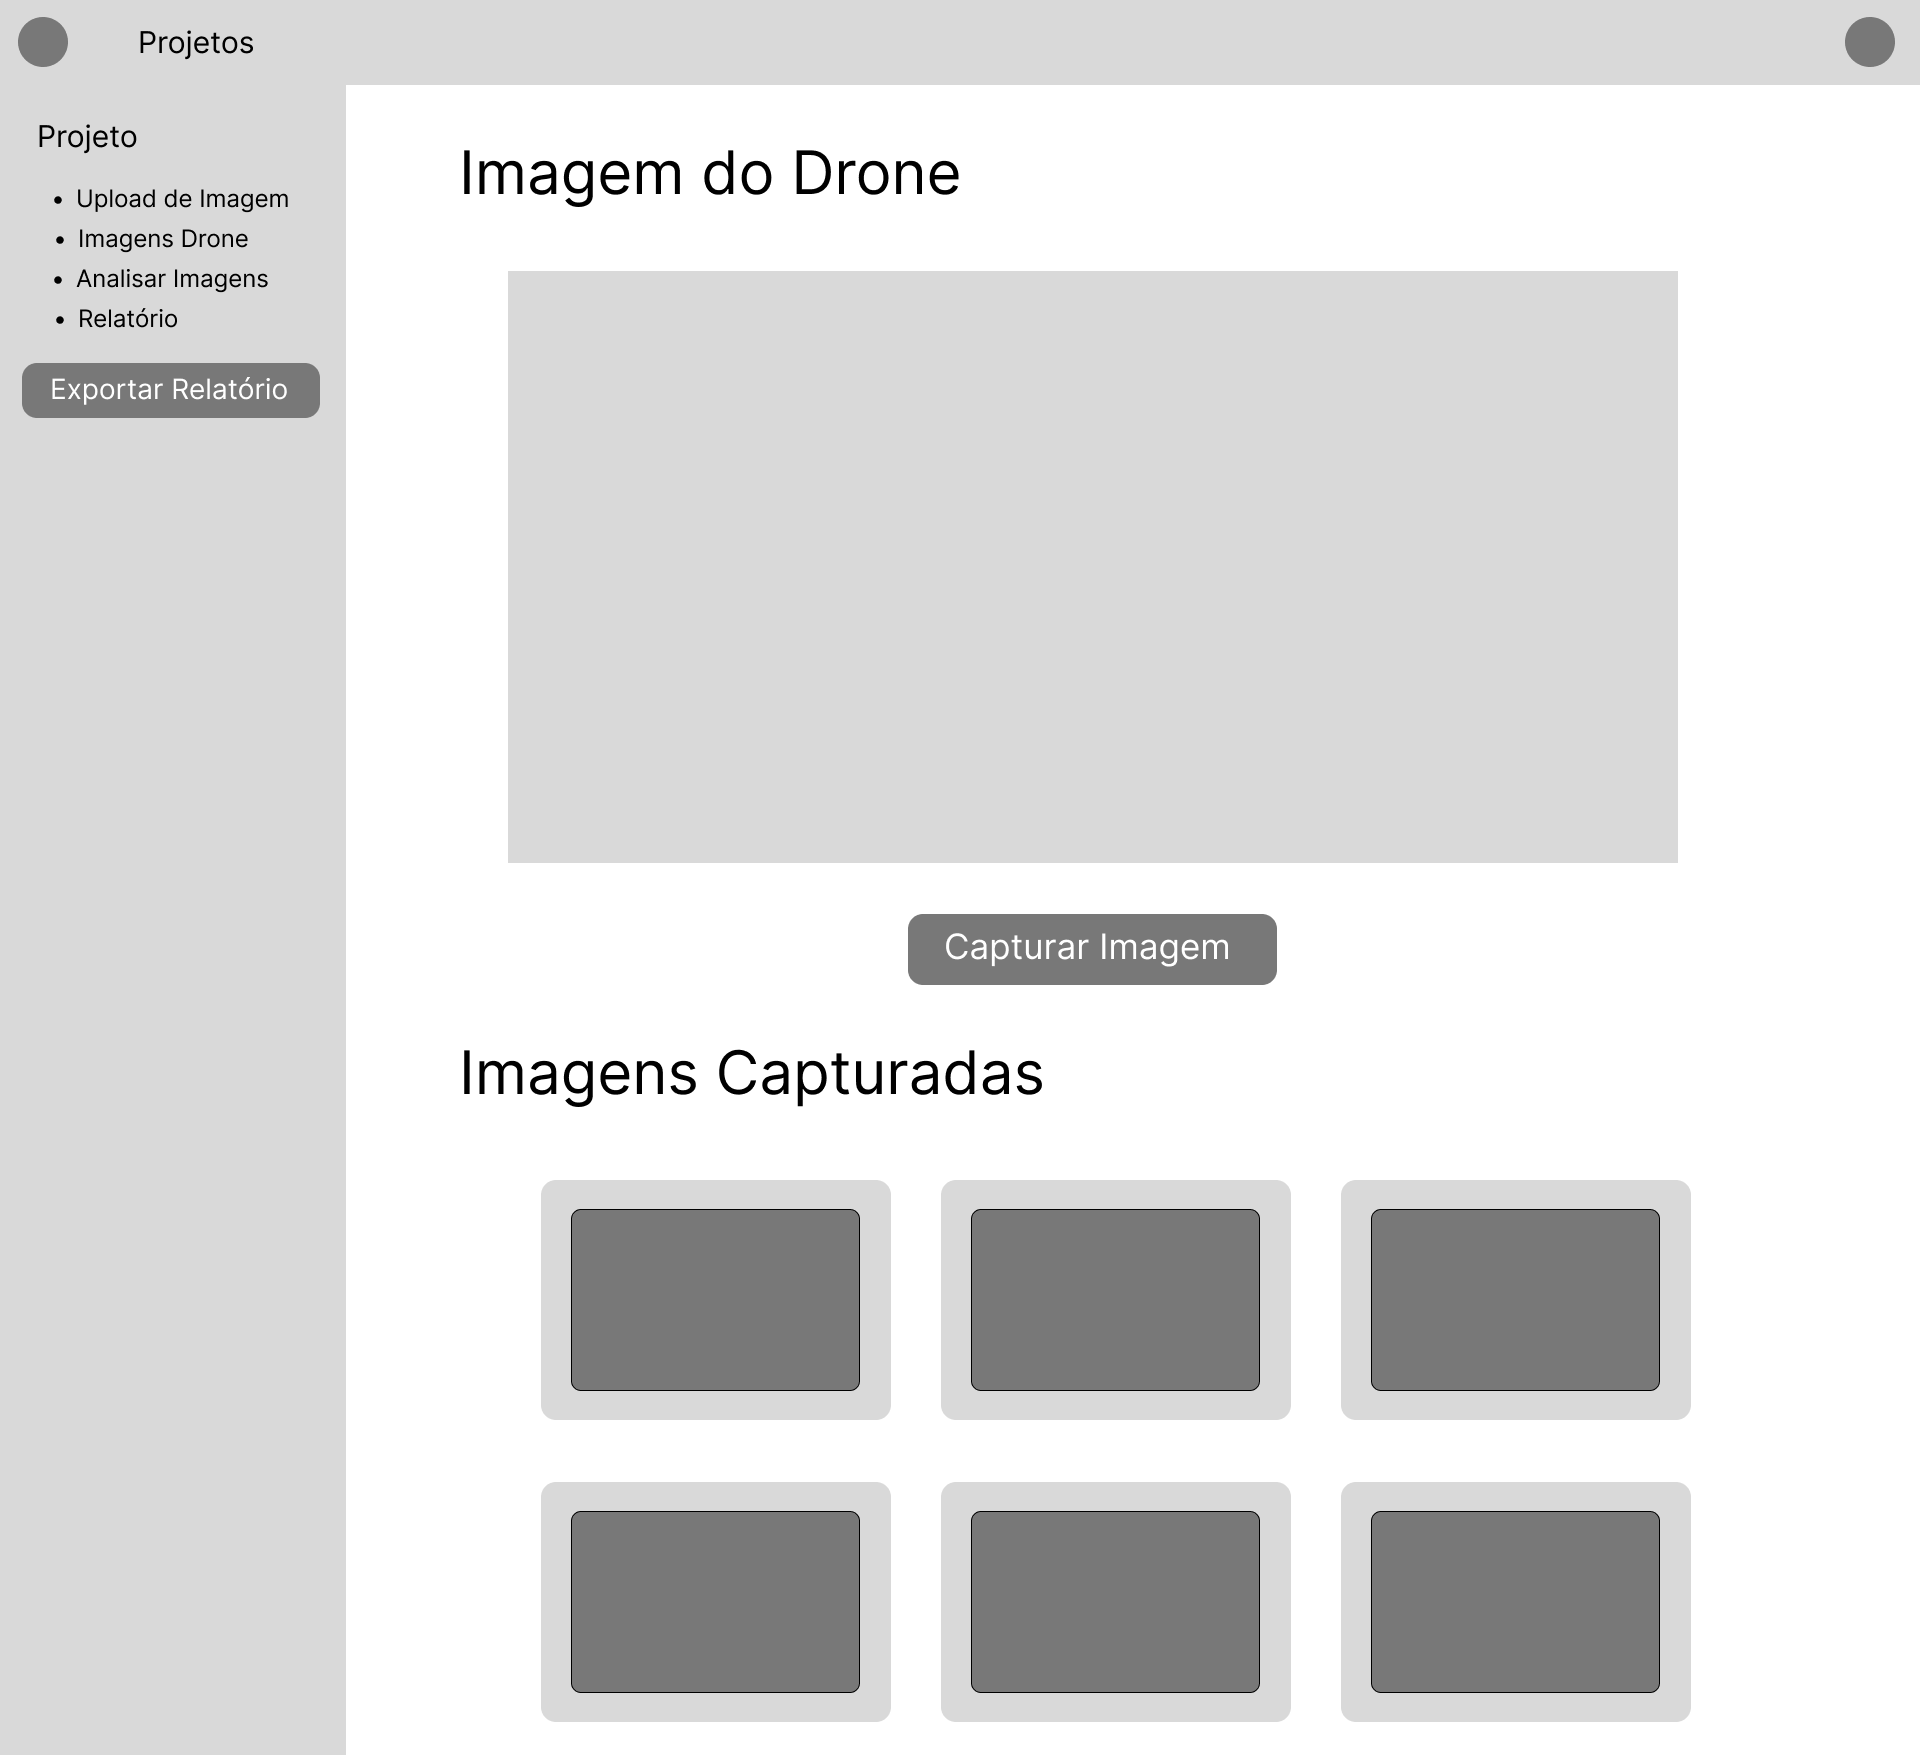 Projetos
Projeto
• Upload de Imagem
• Imagens Drone
• Analisar Imagens
• Relatório
Exportar Relatório
Imagem do Drone
Capturar Imagem
Imagens Capturadas